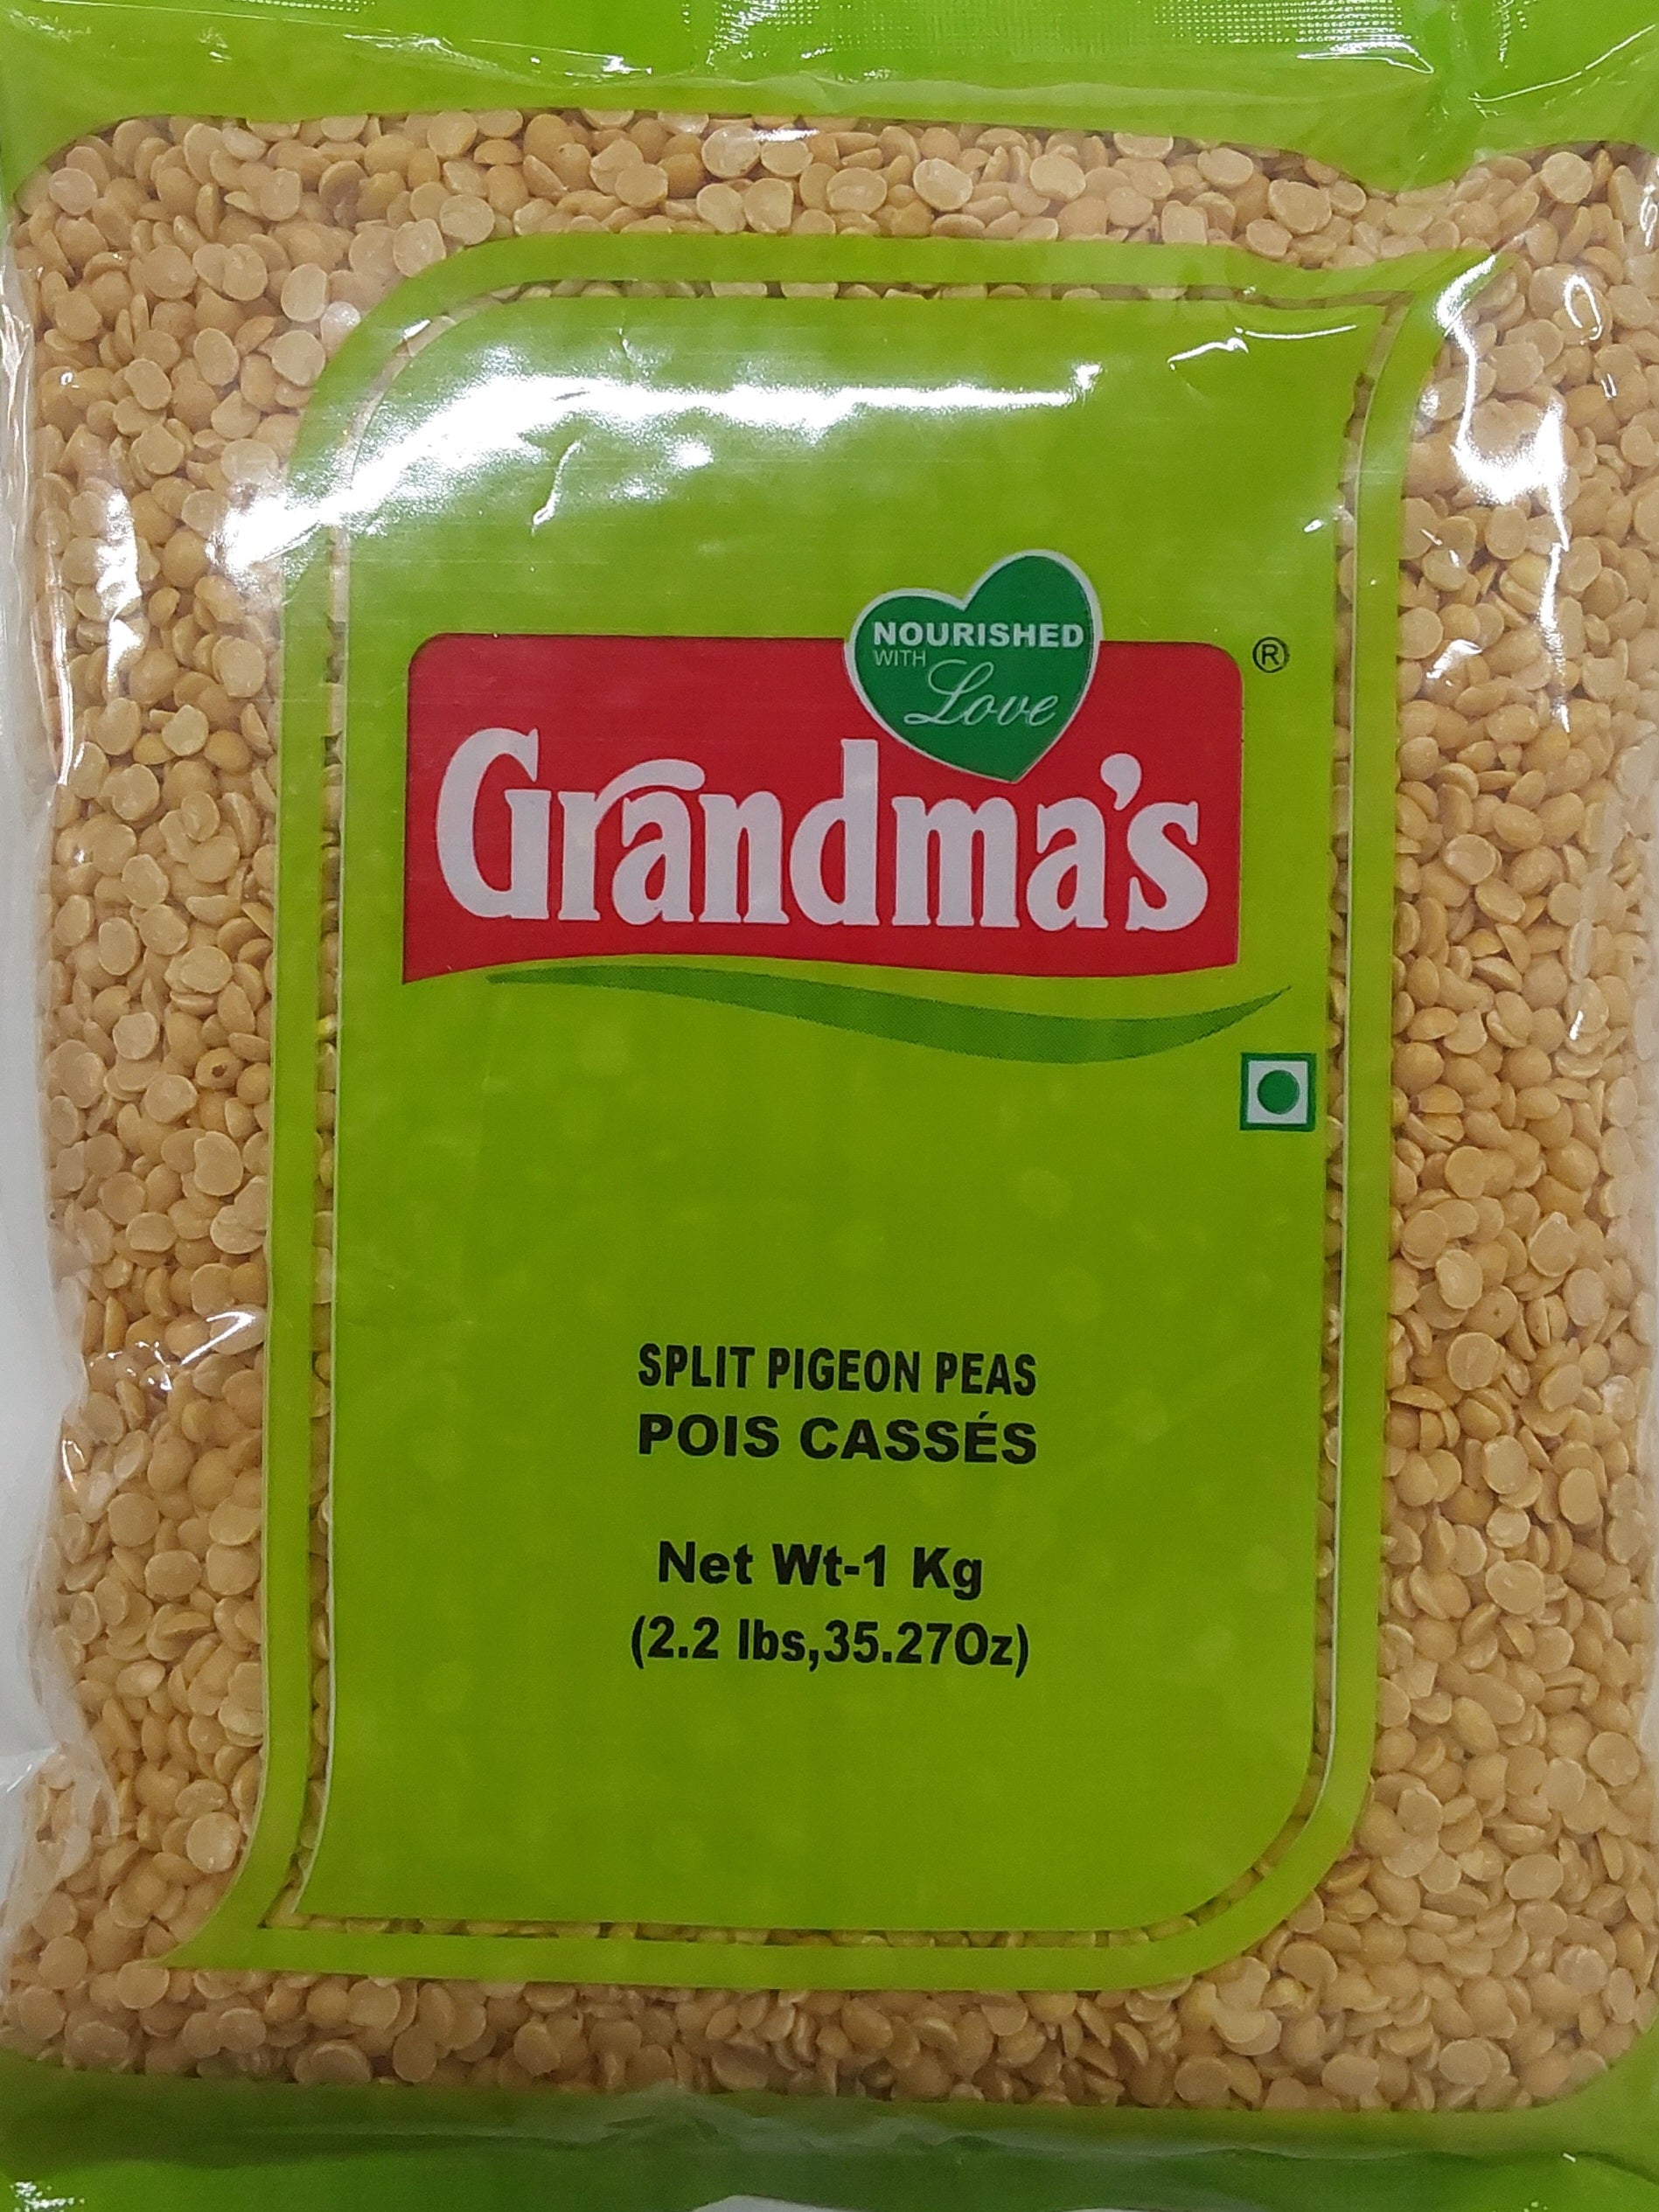 NOURISHED
WITH
Love
Grandma's
®
SPLIT PIGEON PEAS
POIS CASSÉS
Net Wt-1 Kg
(2.2 lbs,35.27Oz)